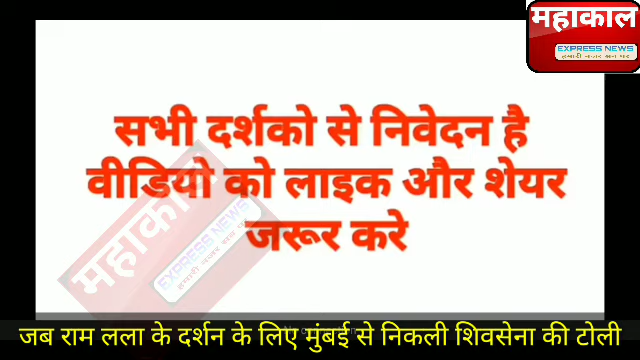 महाकाल
EXPRESS NEWS
सभी दर्शको से निवेदन है
वीडियो को लाइक और शेयर
जरूर करे
महाकाल
EXPRESS NEWS
जब राम लला के दर्शन के लिए मुंबई से निकली शिवसेना की टोली